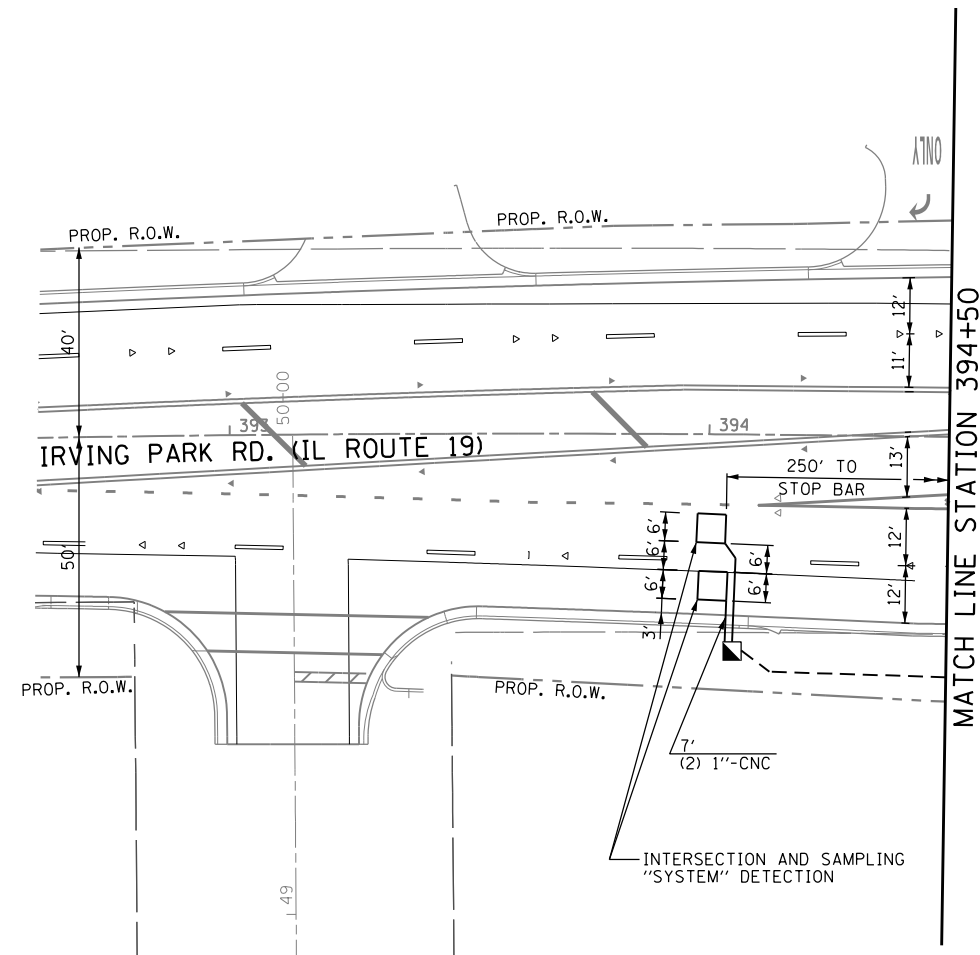 ONLY
PROP. R.O.W.
PROP. R.O.W.
12'
40'
11'
50+00
393
394
IRVING PARK RD. (IL ROUTE 19)
13'
250' TO
STOP BAR
MATCH LINE STATION 394+50
6'
12'
50'
6'
6'
6'
6'
12'
3'
PROP. R.O.W.
PROP. R.O.W.
7'
(2) 1"-CNC
INTERSECTION AND SAMPLING
"SYSTEM" DETECTION
49